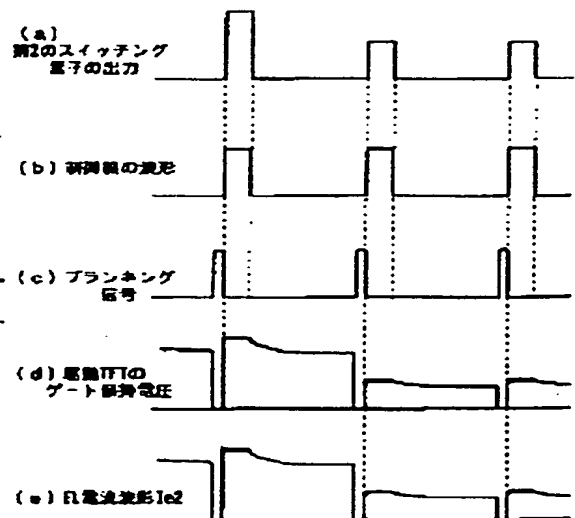 (a)
第2のスイッチング
素子の出力
(b) 制御線の波形
(c) ブランキング
信号
(d) 駆動TFTの
ゲート保持電圧
(e) EL電流波形Ie2